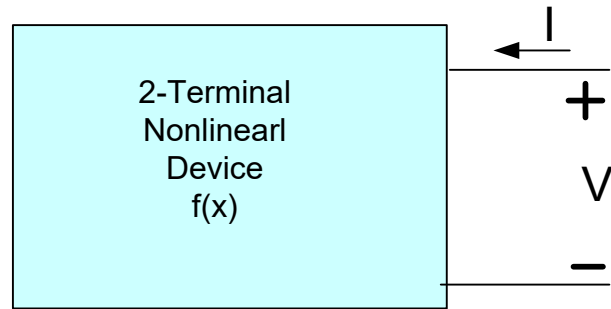 I
2-Terminal
Nonlinearl
Device
f(x)
+
V
−